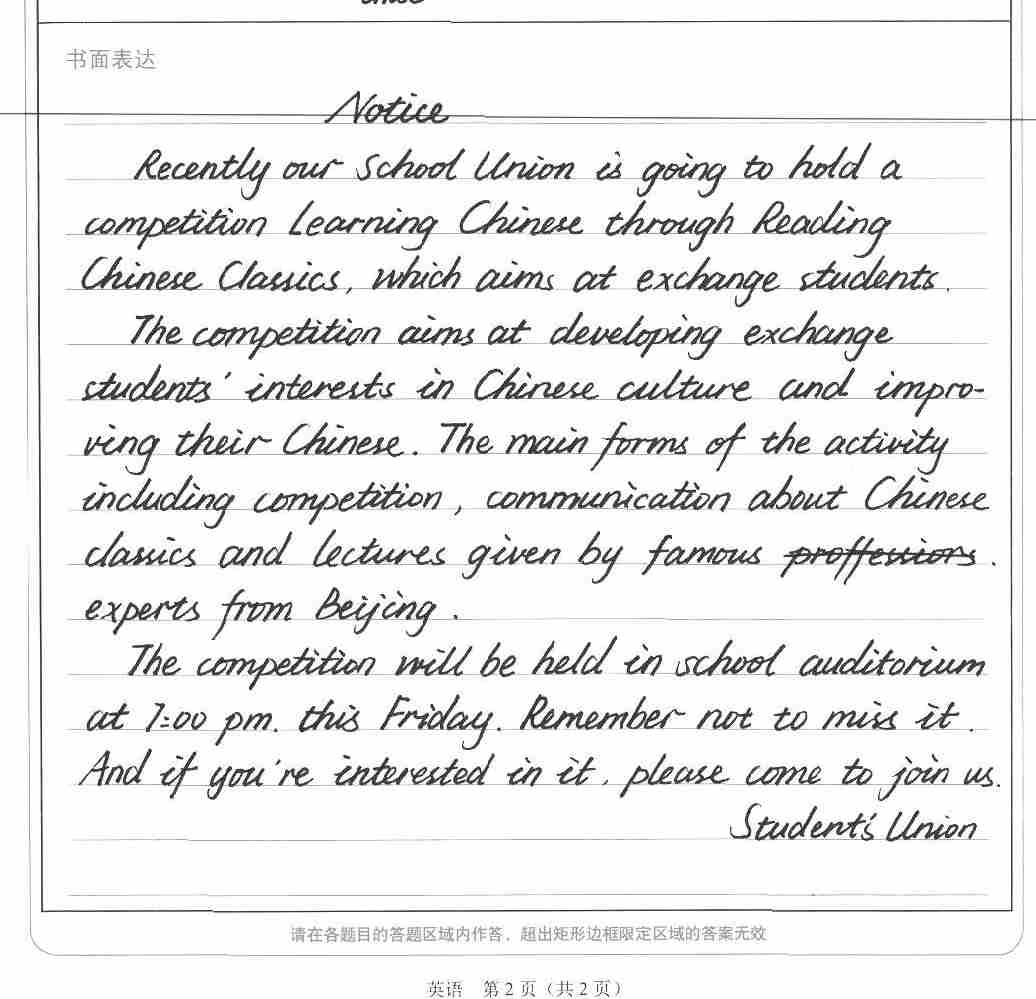 书面表达
Notice
Recently our School Union is going to hold a
competition Learning Chinese through Reading
Chinese Classics, which aims at exchange students.
The competition aims at developing exchange
students' interests in Chinese culture and impro-
ving their Chinese. The main forms of the activity
including competition, communication about Chinese
classics and lectures given by famous proffessiors.
experts from Beijing.
The competition will be held in school auditorium
at 7:00 pm. this Friday. Remember not to miss it.
And if you're interested in it, please come to join us.
Student's Union
请在各题目的答题区域内作答，超出矩形边框限定区域的答案无效
英语 第2页（共2页）